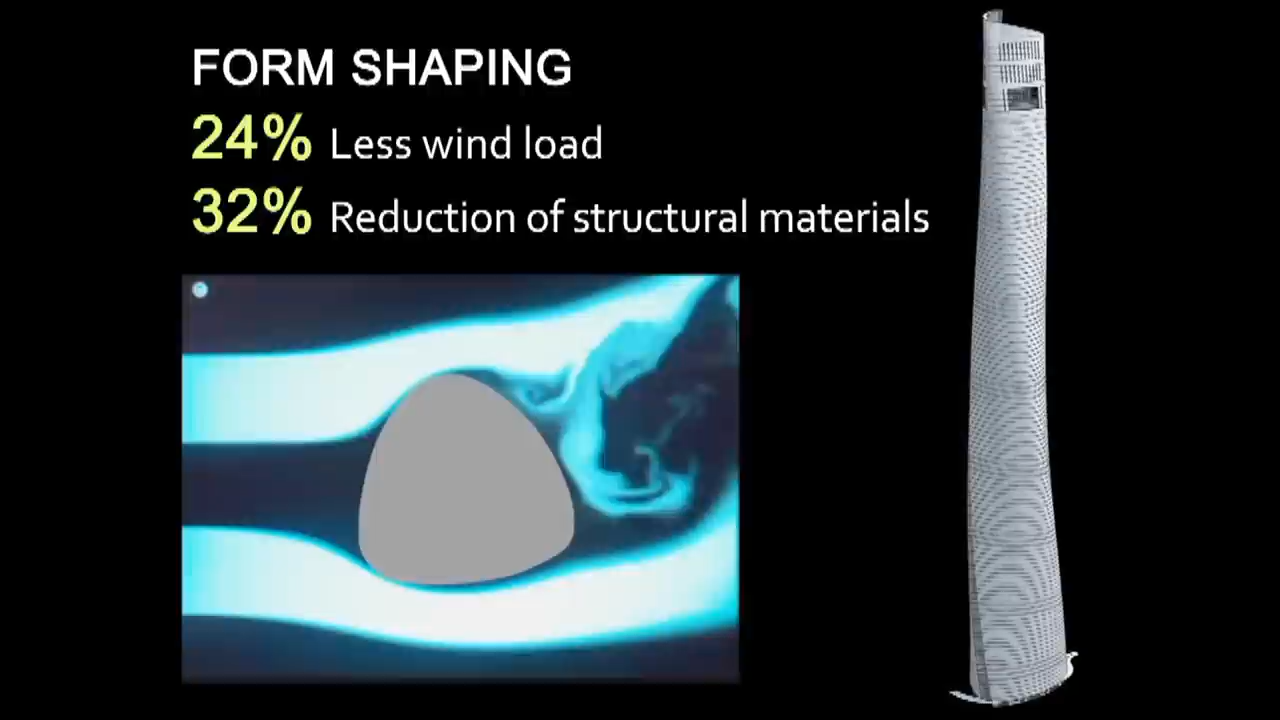 FORM SHAPING
24% Less wind load
32% Reduction of structural materials